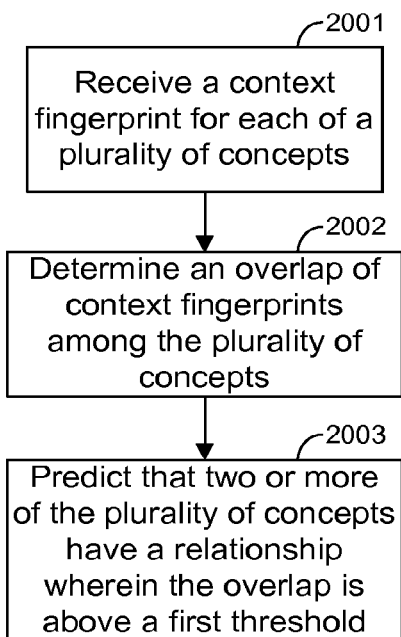 2001
Receive a context
fingerprint for each of a
plurality of concepts
2002
Determine an overlap of
context fingerprints
among the plurality of
concepts
2003
Predict that two or more
of the plurality of concepts
have a relationship
wherein the overlap is
above a first threshold